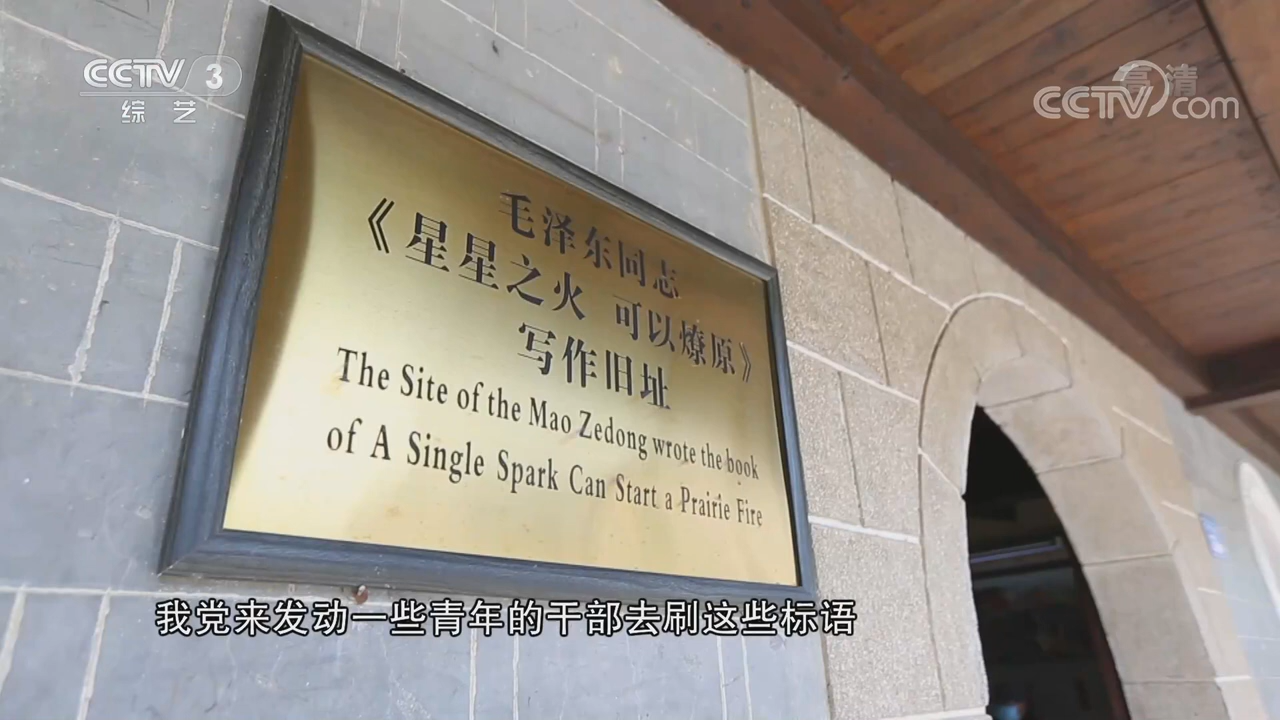 CCTV 3
综艺
高清
CCTV.com
毛泽东同志
《星星之火 可以燎原》
写作旧址
The Site of the Mao Zedong wrote the book
of A Single Spark Can Start a Prairie Fire
我党来发动一些青年的干部去刷这些标语